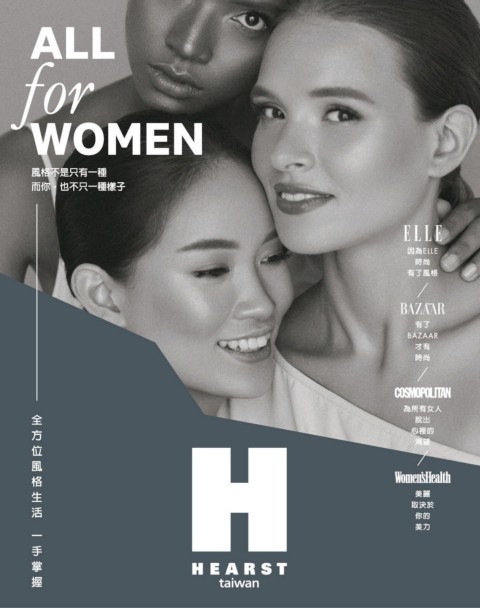 ALL
for
WOMEN
風格不是只有一種
而你，也不只一種樣子
ELLE
因為ELLE
時尚
有了風格
BAZAAR
有了
BAZAAR
才有
時尚
COSMOPOLITAN
為所有女人
說出
心裡的
渴望
Women'sHealth
美麗
取決於
你的
美力
全方位風格生活 一手掌握
H
HEARST
taiwan